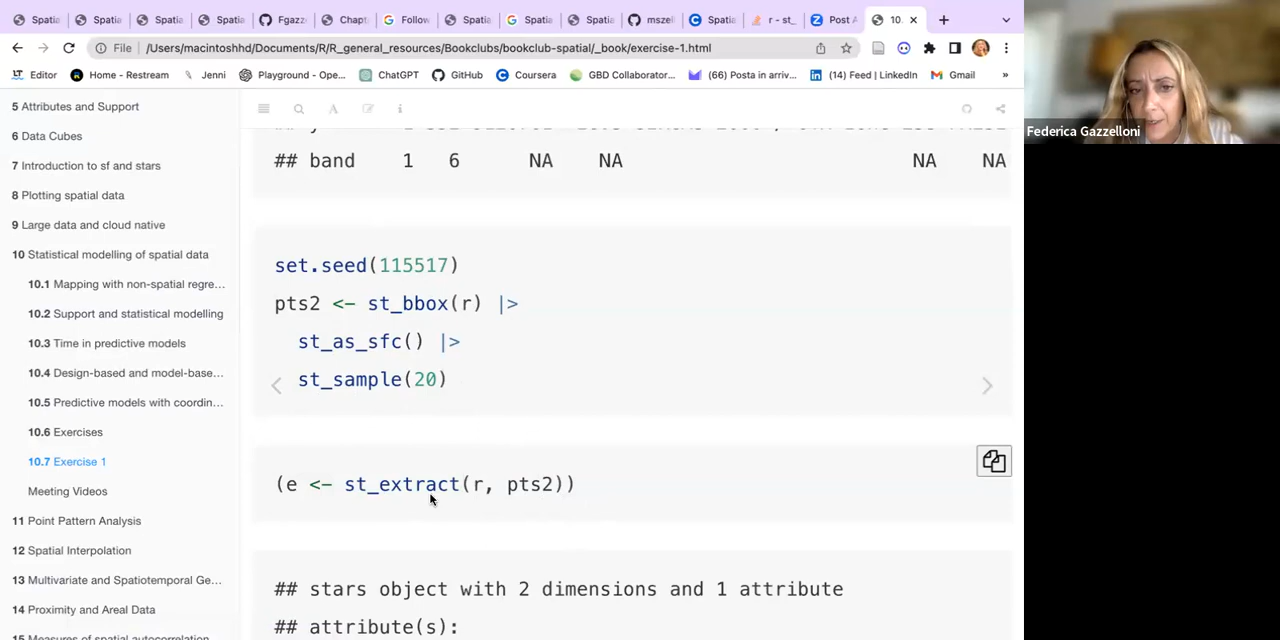 Spatia
Spatia
Spatia
Spatia
Fgazz
Chapt
Follow
Spatia
Spatia
Spatia
mszel
Spatia
r - st_
Post A
10.
File | /Users/macintoshhd/Documents/R/R_general_resources/Bookclubs/bookclub-spatial/_book/exercise-1.html
Editor
Home - Restream
Jenni
Playground - Ope...
ChatGPT
GitHub
Coursera
GBD Collaborator...
(66) Posta in arriv...
(14) Feed | LinkedIn
Gmail
»
5 Attributes and Support
6 Data Cubes
7 Introduction to sf and stars
8 Plotting spatial data
9 Large data and cloud native
10 Statistical modelling of spatial data
10.1 Mapping with non-spatial regre...
10.2 Support and statistical modelling
10.3 Time in predictive models
10.4 Design-based and model-base...
10.5 Predictive models with coordin...
10.6 Exercises
10.7 Exercise 1
Meeting Videos
11 Point Pattern Analysis
12 Spatial Interpolation
13 Multivariate and Spatiotemporal Ge...
14 Proximity and Areal Data
15 Measures of spatial autocorrelation
## band 1 6 NA NA NA NA
set.seed(115517)
pts2 <- st_bbox(r) |>
st_as_sfc() |>
st_sample(20)
(e <- st_extract(r, pts2))
## stars object with 2 dimensions and 1 attribute
## attribute(s):
Federica Gazzelloni